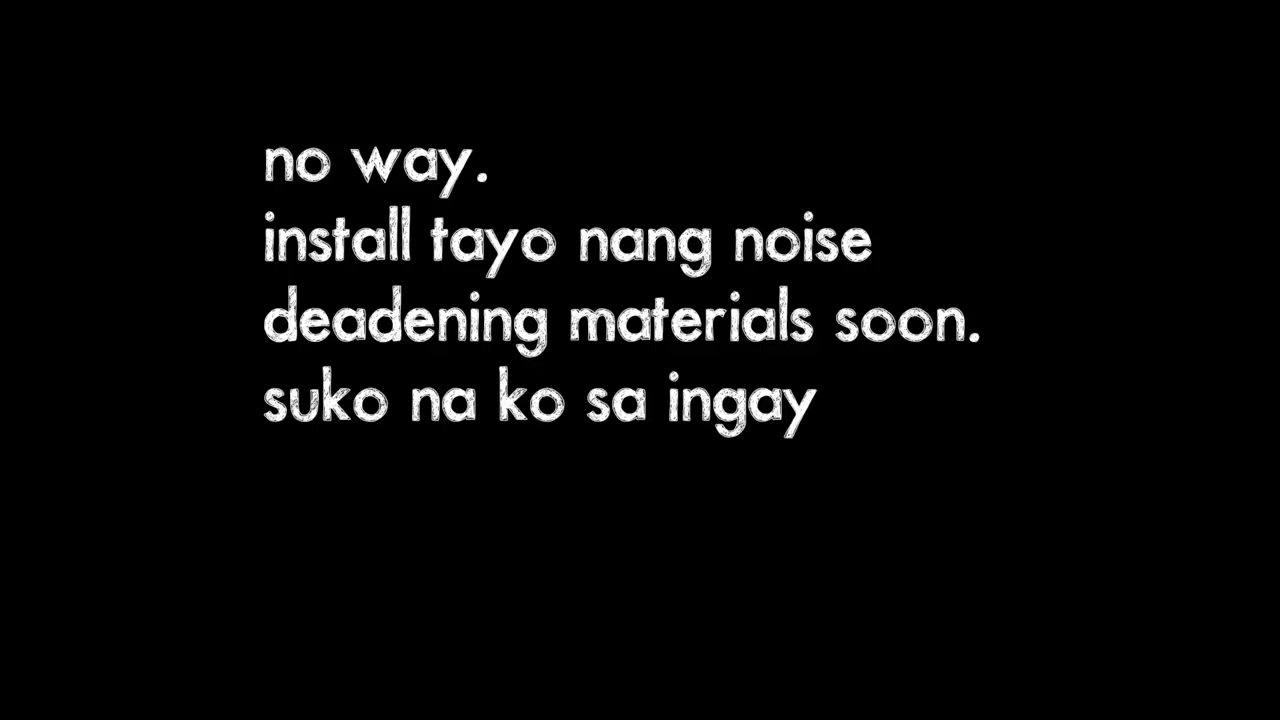 no way.
install tayo nang noise
deadening materials soon.
suko na ko sa ingay